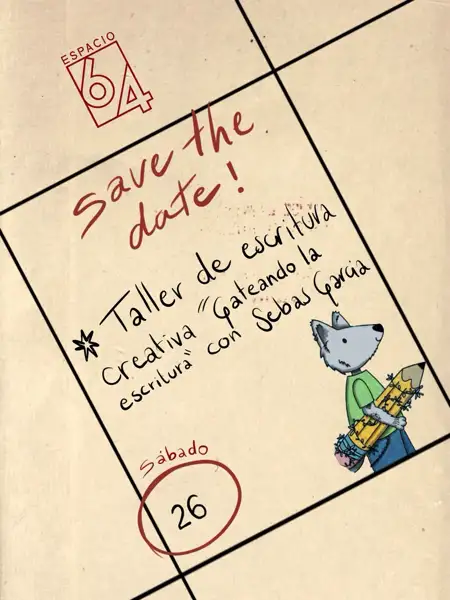 ESPACIO
64
save the
date!
* Taller de escritura
Creativa "Gateando la
escritura" con Sebas García
Sábado
26